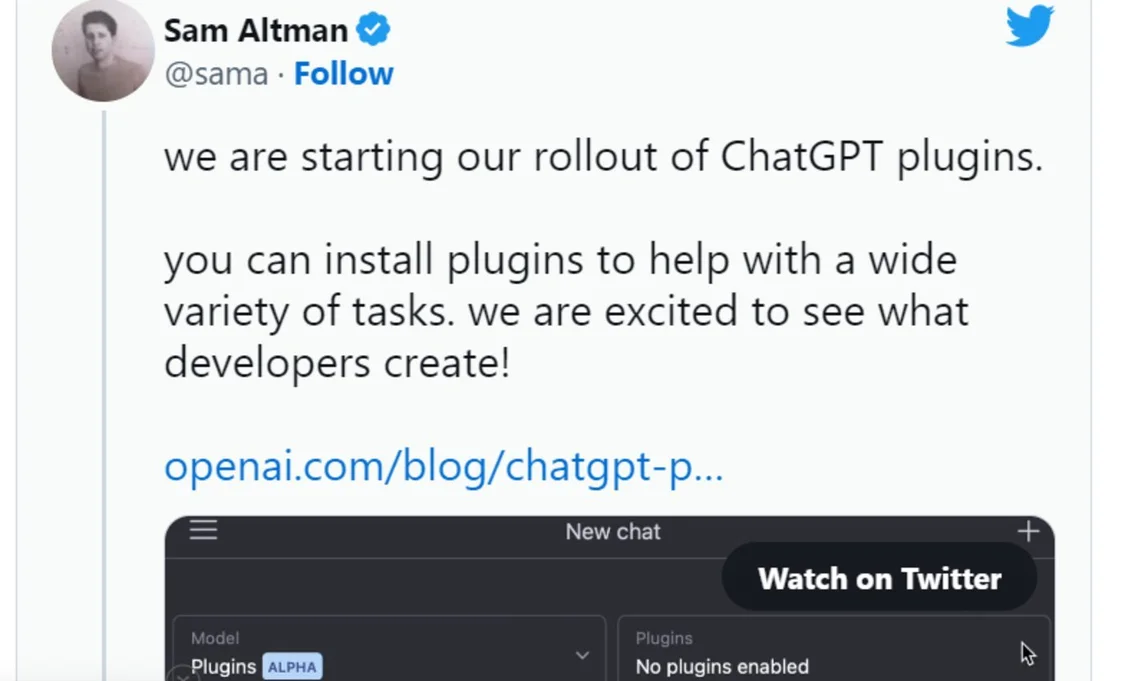 Sam Altman
@sama · Follow
we are starting our rollout of ChatGPT plugins.
you can install plugins to help with a wide
variety of tasks. we are excited to see what
developers create!
openai.com/blog/chatgpt-p...
New chat
Watch on Twitter
Model
Plugins ALPHA
Plugins
No plugins enabled